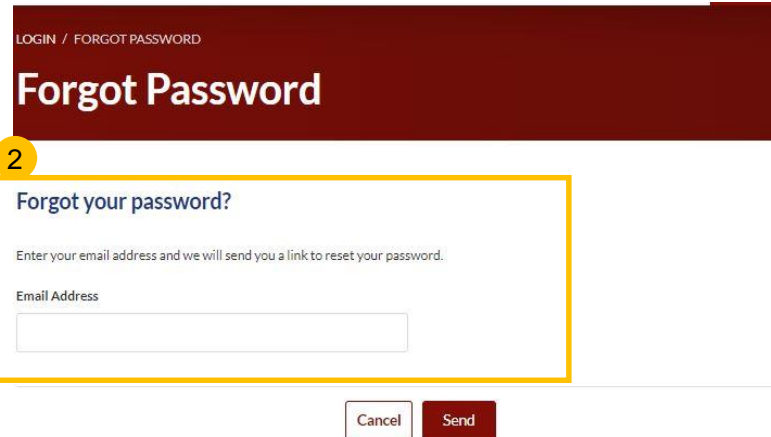 LOGIN / FORGOT PASSWORD
Forgot Password
2
Forgot your password?
Enter your email address and we will send you a link to reset your password.
Email Address
Cancel Send